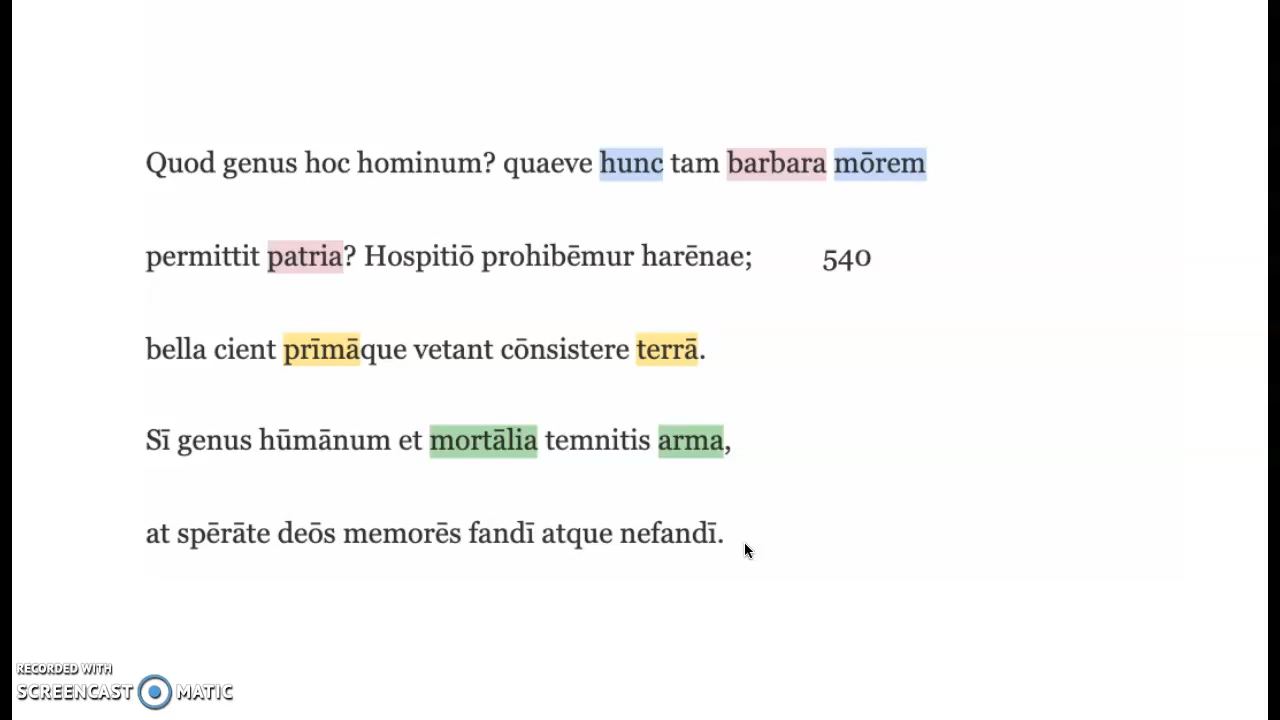 Quod genus hoc hominum? quaeve hunc tam barbara mōrem
permittit patria? Hospitiō prohibēmur harēnae; 540
bella cient prīmāque vetant cōnsistere terrā.
Sī genus hūmānum et mortālia temnitis arma,
at spērāte deōs memorēs fandī atque nefandī.
RECORDED WITH
SCREENCAST MATIC